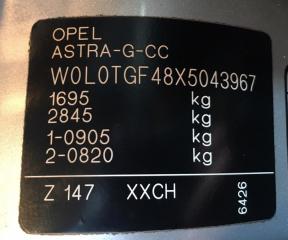 OPEL
ASTRA-G-CC
W0L0TGF48X5043967
1695 kg
2845 kg
1-0905 kg
2-0820 kg
Z 147 XXCH 6426